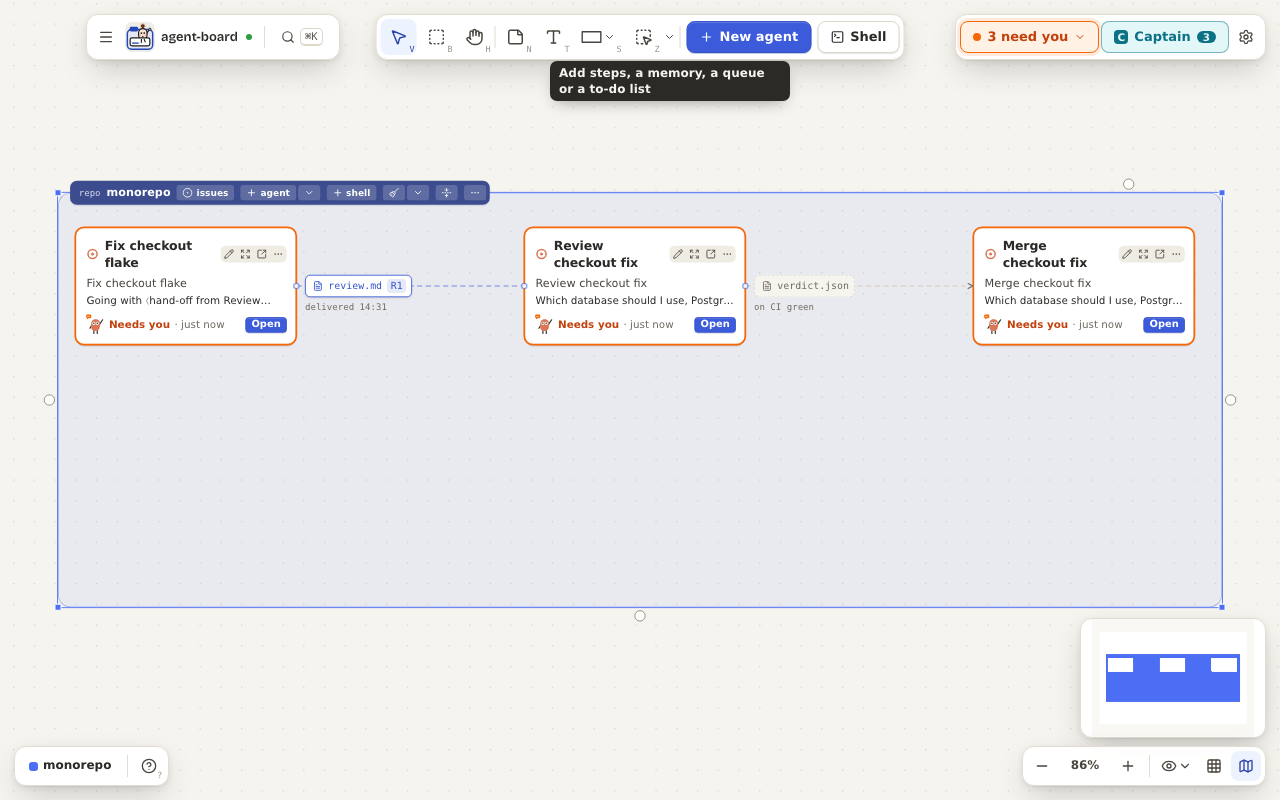 agent-board
⌘K
V
B
H
N
T
S
Z
+ New agent
Shell
3 need you
C Captain 3
Add steps, a memory, a queue
or a to-do list
repo monorepo
issues
+ agent
+ shell
Fix checkout
flake
Fix checkout flake
Going with ‹hand-off from Review…
Needs you · just now
Open
review.md R1
delivered 14:31
Review
checkout fix
Review checkout fix
Which database should I use, Postgr…
Needs you · just now
Open
verdict.json
on CI green
Merge
checkout fix
Merge checkout fix
Which database should I use, Postgr…
Needs you · just now
Open
monorepo
?
86%